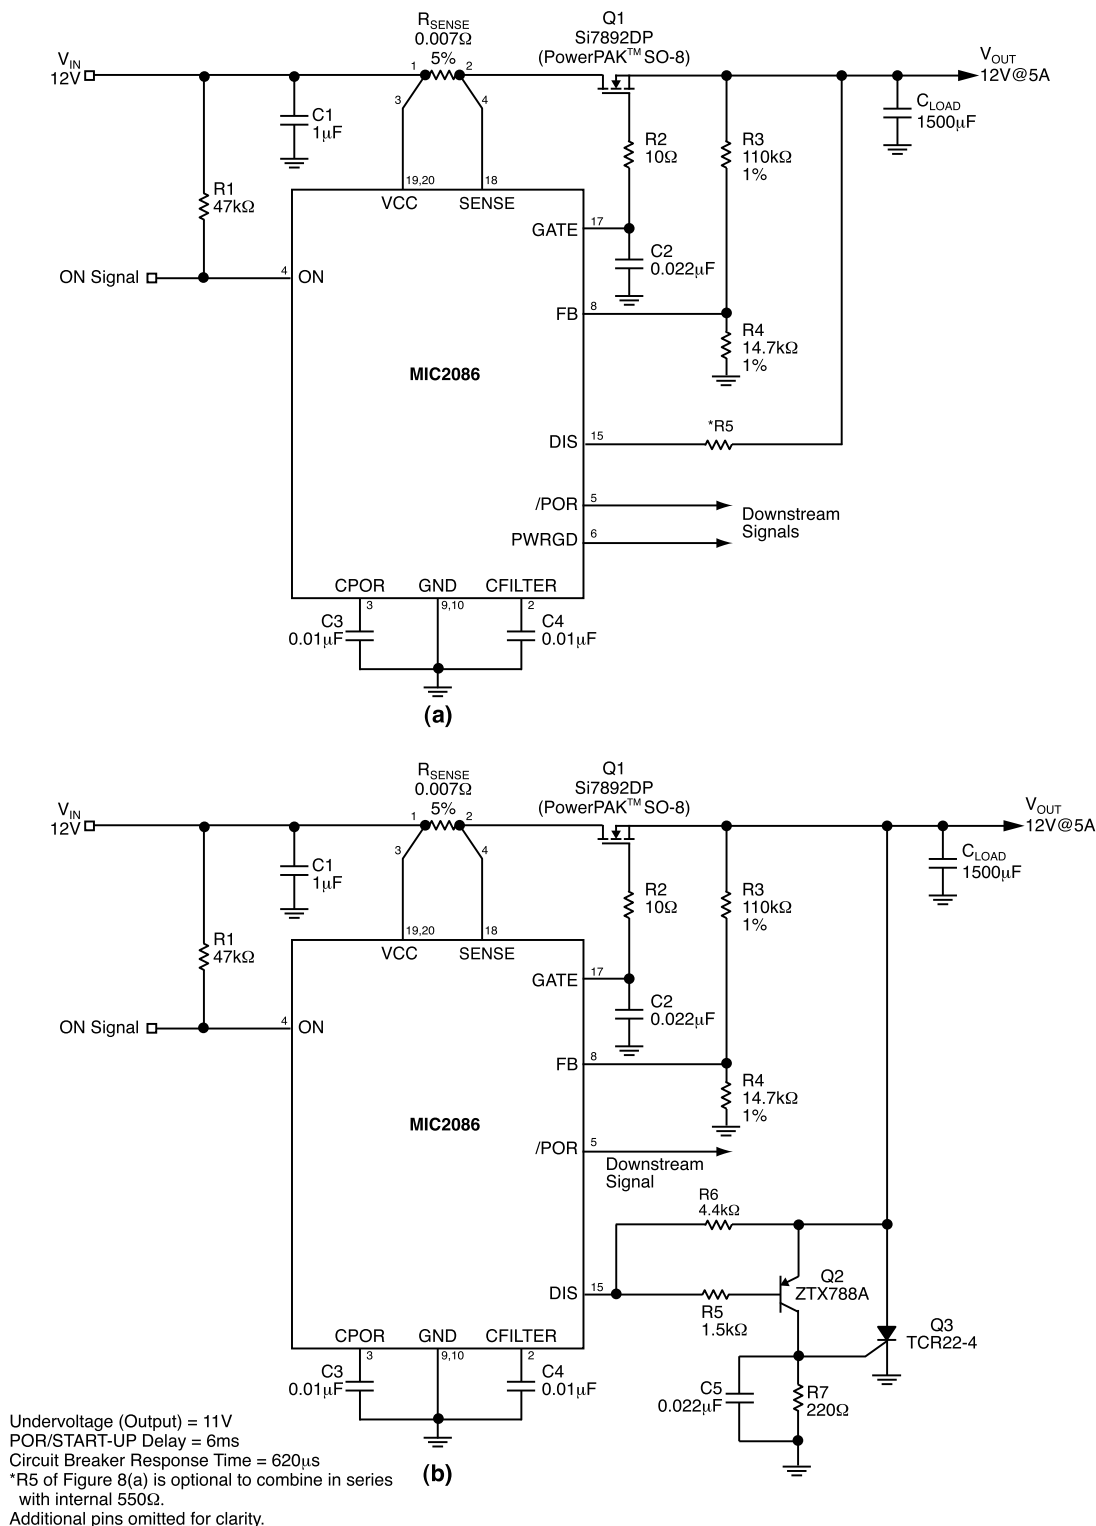 RSENSE
0.007Ω
5%
Q1
Si7892DP
(PowerPAK™ SO-8)
VIN
12V
1
2
VOUT
12V@5A
3
4
C1
1µF
CLOAD
1500µF
R2
10Ω
R3
110kΩ
1%
R1
47kΩ
19,20
18
VCC
SENSE
GATE
17
C2
0.022µF
ON Signal
4
ON
FB
8
R4
14.7kΩ
1%
MIC2086
*R5
DIS
15
/POR
5
Downstream
Signals
PWRGD
6
CPOR
GND
CFILTER
3
9,10
2
C3
0.01µF
C4
0.01µF
(a)
RSENSE
0.007Ω
5%
Q1
Si7892DP
(PowerPAK™ SO-8)
VIN
12V
1
2
VOUT
12V@5A
3
4
C1
1µF
CLOAD
1500µF
R2
10Ω
R3
110kΩ
1%
R1
47kΩ
19,20
18
VCC
SENSE
GATE
17
C2
0.022µF
ON Signal
4
ON
FB
8
R4
14.7kΩ
1%
MIC2086
/POR
5
Downstream
Signal
R6
4.4kΩ
DIS
15
R5
1.5kΩ
Q2
ZTX788A
Q3
TCR22-4
CPOR
GND
CFILTER
3
9,10
2
C3
0.01µF
C4
0.01µF
C5
0.022µF
R7
220Ω
(b)
Undervoltage (Output) = 11V
POR/START-UP Delay = 6ms
Circuit Breaker Response Time = 620µs
*R5 of Figure 8(a) is optional to combine in series
with internal 550Ω.
Additional pins omitted for clarity.